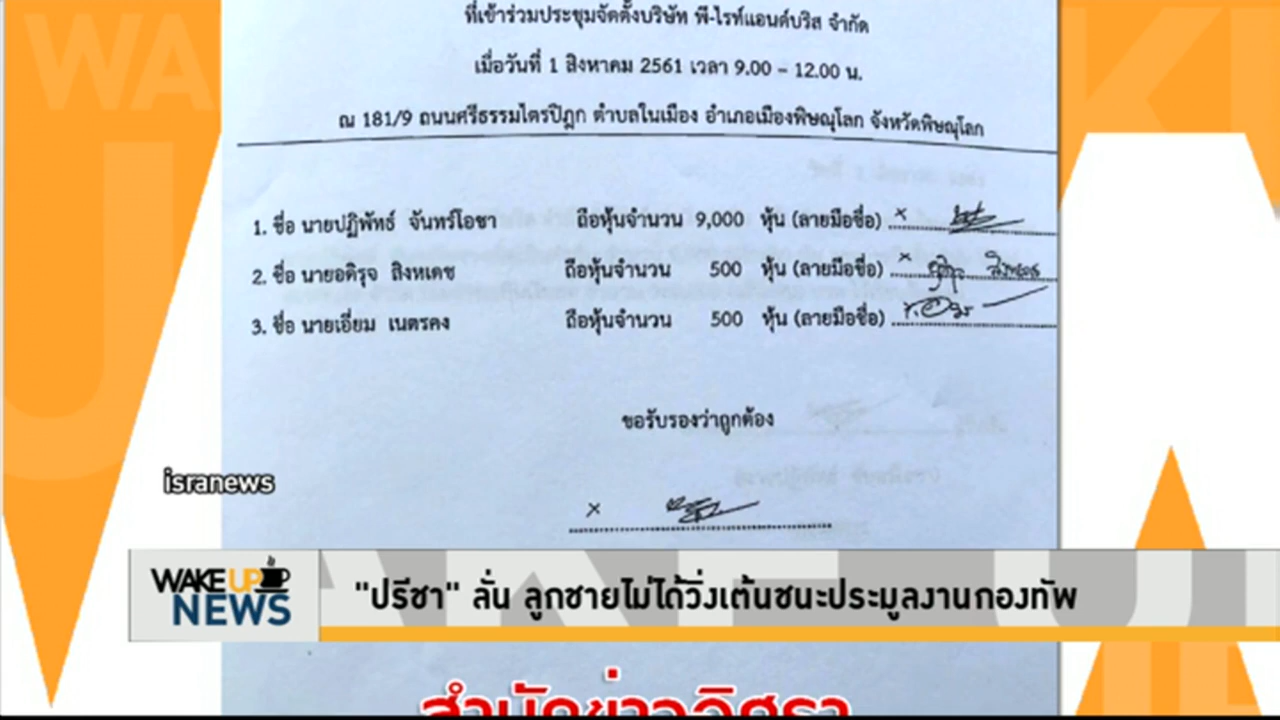 ที่เข้าร่วมประชุมจัดตั้งบริษัท พี-ไรท์แอนด์บริส จำกัด
เมื่อวันที่ 1 สิงหาคม 2561 เวลา 9.00 – 12.00 น.
ณ 181/9 ถนนศรีธรรมไตรปิฎก ตำบลในเมือง อำเภอเมืองพิษณุโลก จังหวัดพิษณุโลก
1. ชื่อ นายปฏิพัทธ์ จันทร์โอชา ถือหุ้นจำนวน 9,000 หุ้น (ลายมือชื่อ) x
2. ชื่อ นายอติรุจ สิงหเดช ถือหุ้นจำนวน 500 หุ้น (ลายมือชื่อ) x
3. ชื่อ นายเอี่ยม เนตรคง ถือหุ้นจำนวน 500 หุ้น (ลายมือชื่อ)
ขอรับรองว่าถูกต้อง
isranews
x
WAKE UP NEWS
"ปรีชา" ลั่น ลูกชายไม่ได้วิ่งเต้นชนะประมูลงานกองทัพ
สำนักข่าวอิศรา